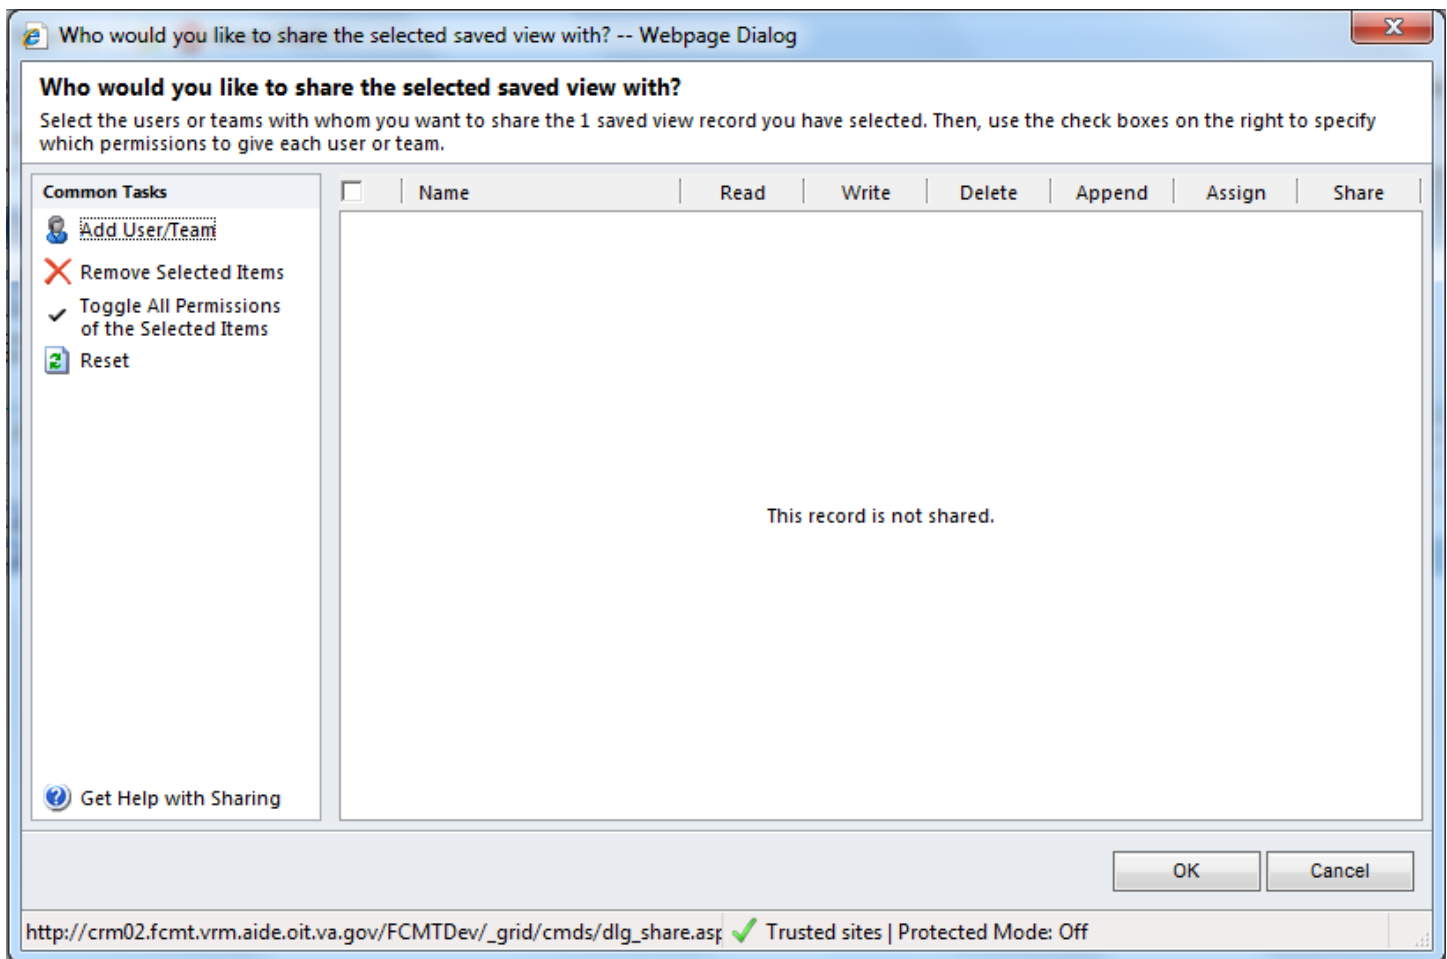 Who would you like to share the selected saved view with? -- Webpage Dialog
Who would you like to share the selected saved view with?
Select the users or teams with whom you want to share the 1 saved view record you have selected. Then, use the check boxes on the right to specify
which permissions to give each user or team.
Common Tasks
Name Read Write Delete Append Assign Share
Add User/Team
Remove Selected Items
Toggle All Permissions
of the Selected Items
Reset
This record is not shared.
Get Help with Sharing
OK Cancel
http://crm02.fcmt.vrm.aide.oit.va.gov/FCMTDev/_grid/cmds/dlg_share.asp Trusted sites | Protected Mode: Off